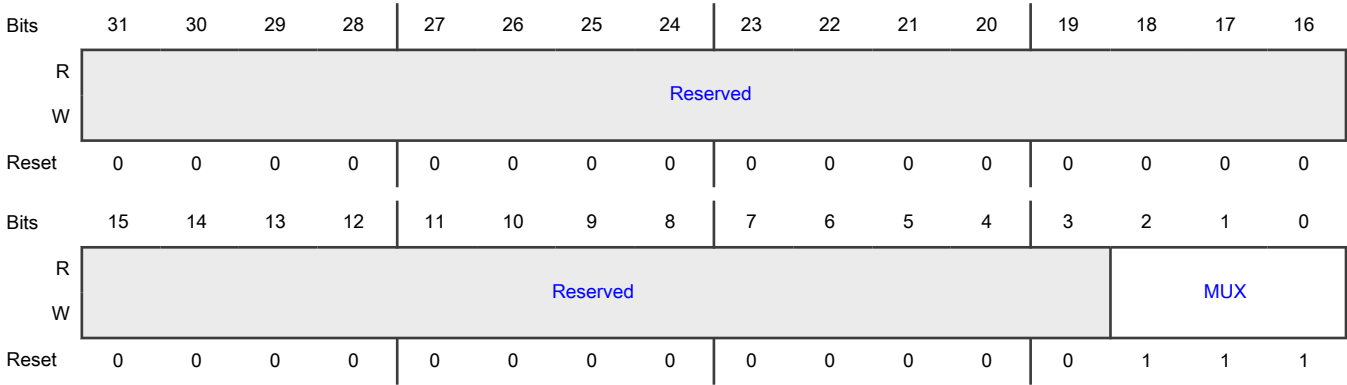 Bits 31 30 29 28 27 26 25 24 23 22 21 20 19 18 17 16
R
Reserved
W
Reset 0 0 0 0 0 0 0 0 0 0 0 0 0 0 0 0
Bits 15 14 13 12 11 10 9 8 7 6 5 4 3 2 1 0
R
Reserved MUX
W
Reset 0 0 0 0 0 0 0 0 0 0 0 0 0 1 1 1